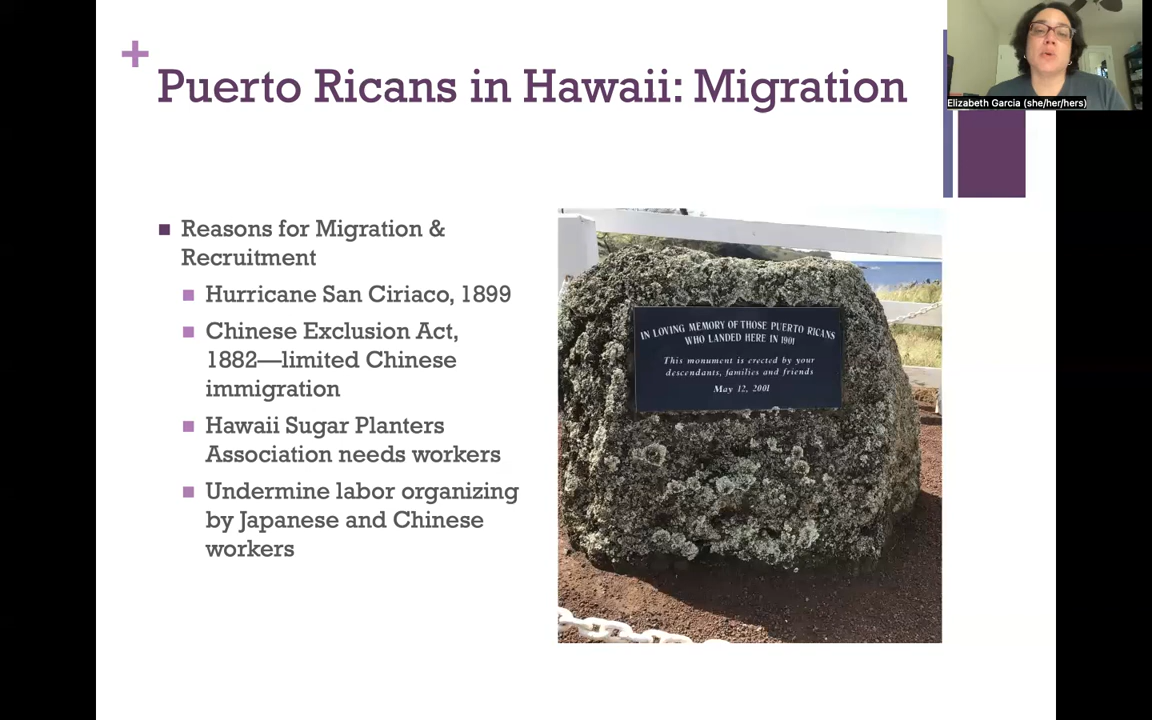 +
Puerto Ricans in Hawaii: Migration
Elizabeth Garcia (she/her/hers)
■ Reasons for Migration &
Recruitment
■ Hurricane San Ciriaco, 1899
■ Chinese Exclusion Act,
1882—limited Chinese
immigration
■ Hawaii Sugar Planters
Association needs workers
■ Undermine labor organizing
by Japanese and Chinese
workers
IN LOVING MEMORY OF THOSE PUERTO RICANS
WHO LANDED HERE IN 1901
This monument is erected by your
descendants, families and friends
May 12, 2001